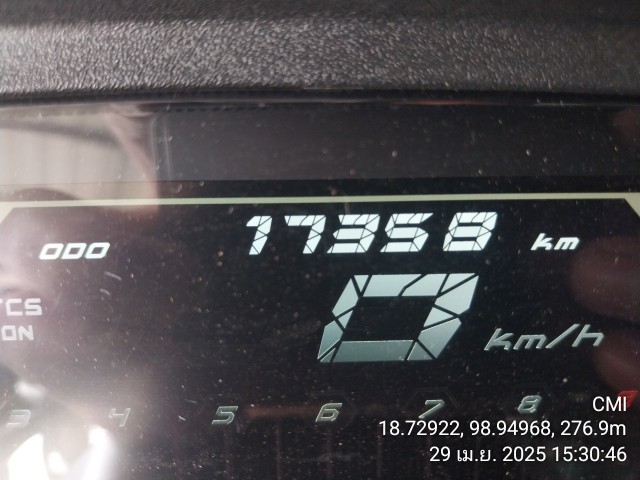 ODO 17358 km
TCS
ON
0 km/h
3 4 5 6 7 8
CMI
18.72922, 98.94968, 276.9m
29 เม.ย. 2025 15:30:46